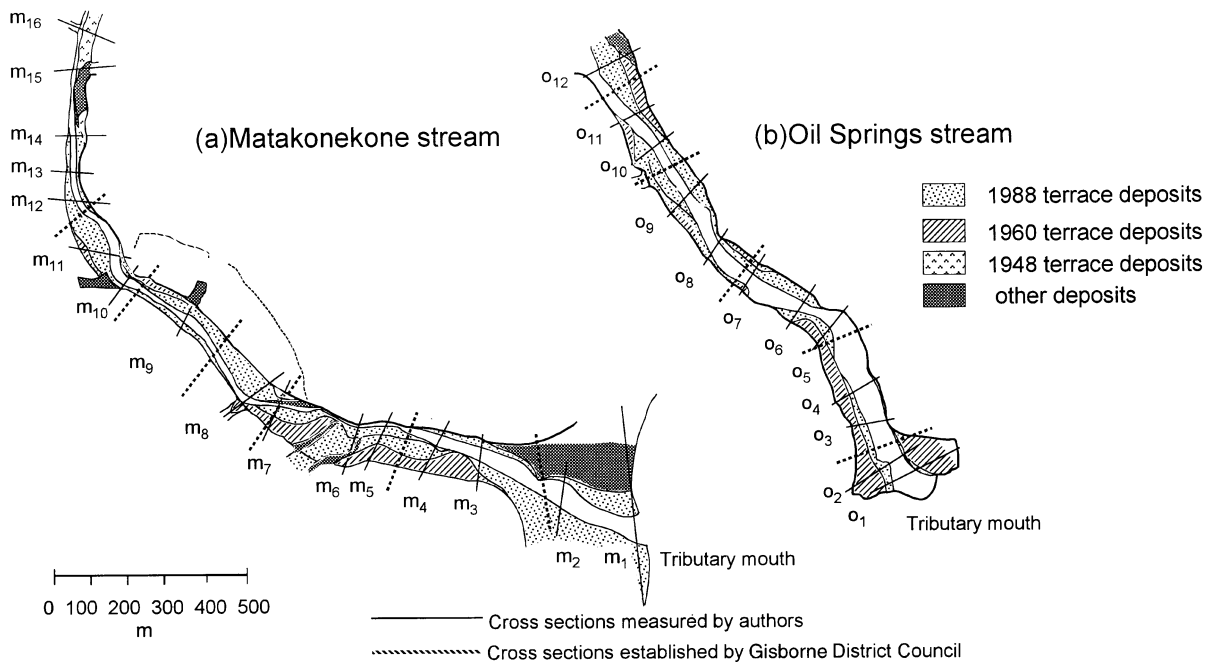 (a)Matakonekone stream
m16
m15
m14
m13
m12
m11
m10
m9
m8
m7
m6
m5
m4
m3
m2
m1
Tributary mouth
0 100 200 300 400 500
m
(b)Oil Springs stream
o12
o11
o10
o9
o8
o7
o6
o5
o4
o3
o2
o1
Tributary mouth
1988 terrace deposits
1960 terrace deposits
1948 terrace deposits
other deposits
Cross sections measured by authors
Cross sections established by Gisborne District Council